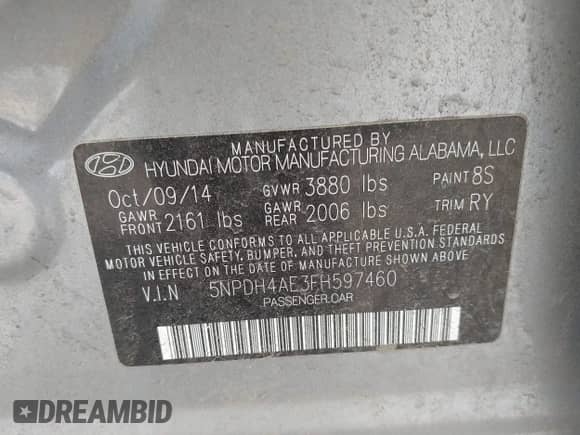 MANUFACTURED BY
HYUNDAI MOTOR MANUFACTURING ALABAMA, LLC
Oct/09/14 GVWR 3880 lbs PAINT 8S
GAWR FRONT 2161 lbs GAWR REAR 2006 lbs TRIM RY
THIS VEHICLE CONFORMS TO ALL APPLICABLE U.S.A. FEDERAL
MOTOR VEHICLE SAFETY, BUMPER, AND THEFT PREVENTION
STANDARDS IN EFFECT ON THE DATE OF MANUFACTURE SHOWN ABOVE.
V.I.N 5NPDH4AE3FH597460
PASSENGER CAR
DREAMBID